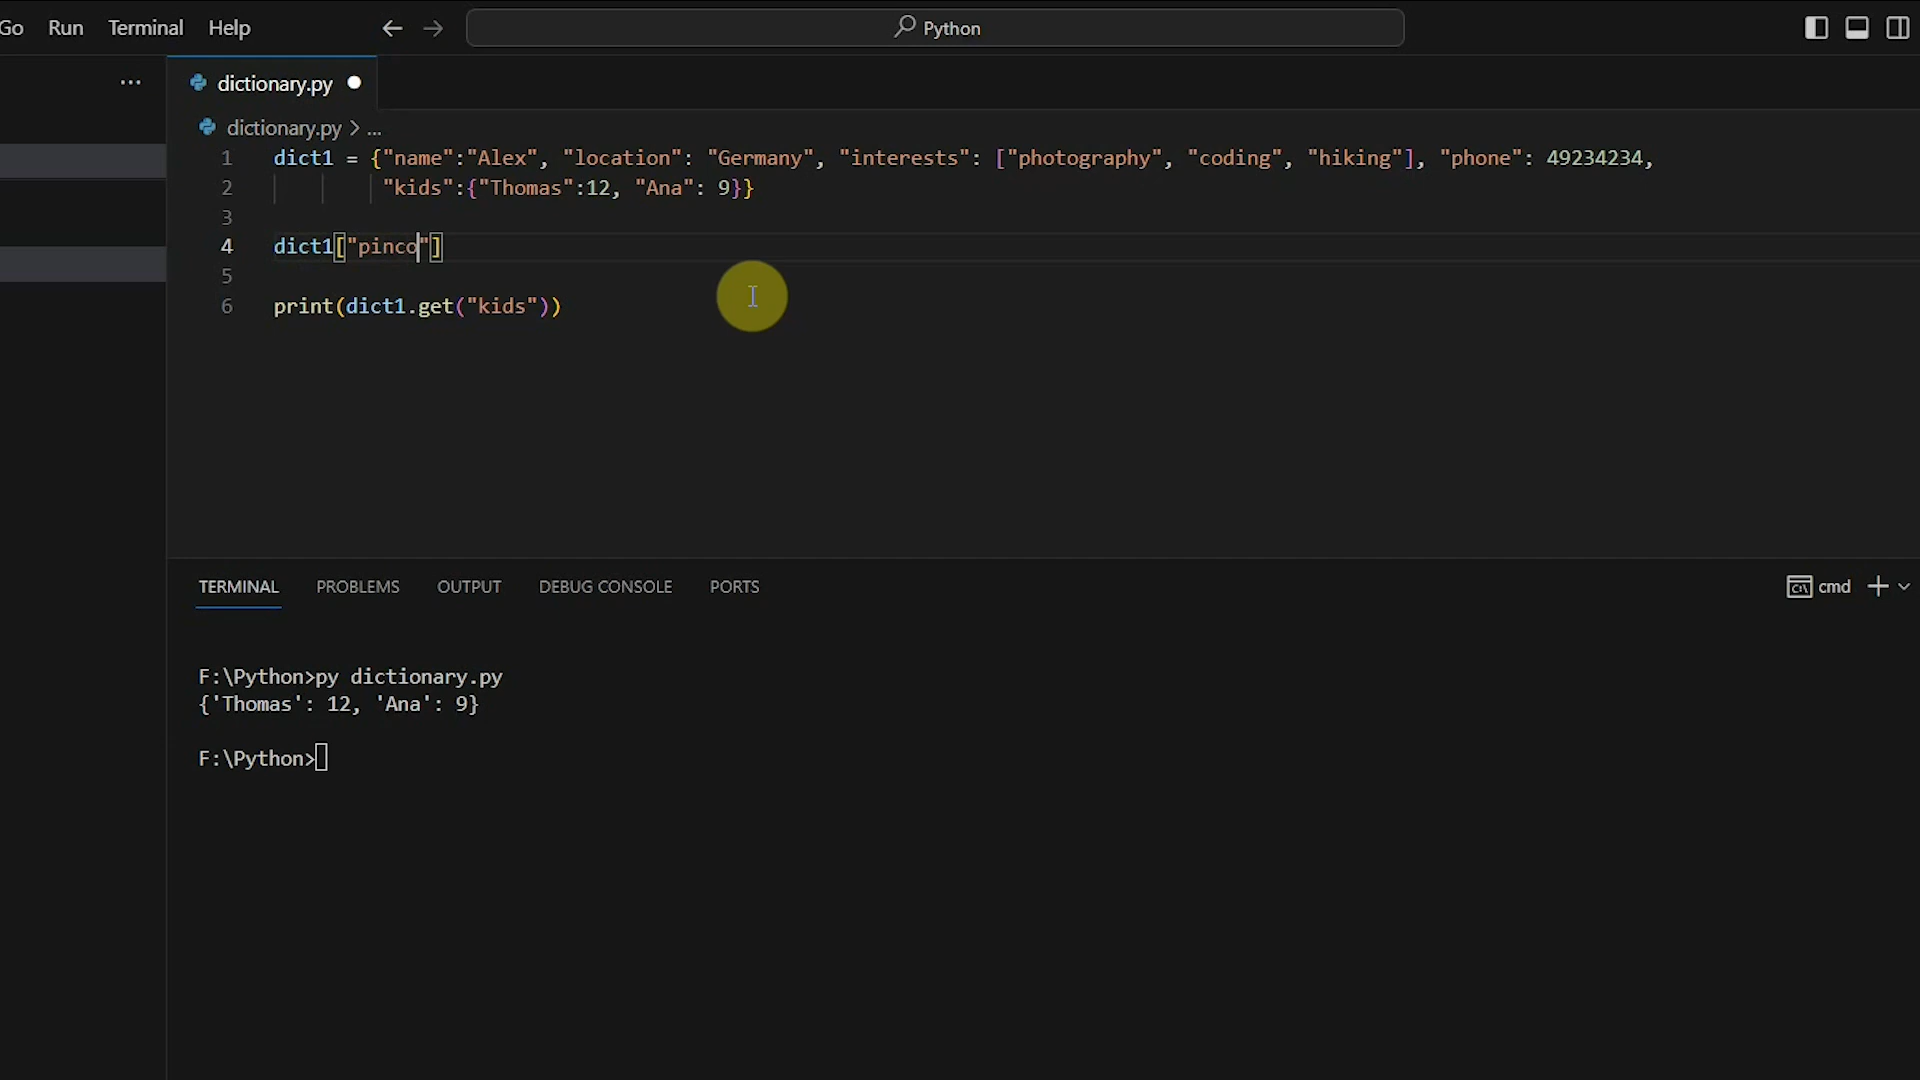 Go Run Terminal Help Python
dictionary.py
dictionary.py > ...
1 dict1 = {"name":"Alex", "location": "Germany", "interests": ["photography", "coding", "hiking"], "phone": 49234234,
2 "kids":{"Thomas":12, "Ana": 9}}
3
4 dict1["pinco"]
5
6 print(dict1.get("kids"))
TERMINAL PROBLEMS OUTPUT DEBUG CONSOLE PORTS cmd
F:\Python>py dictionary.py
{'Thomas': 12, 'Ana': 9}
F:\Python>